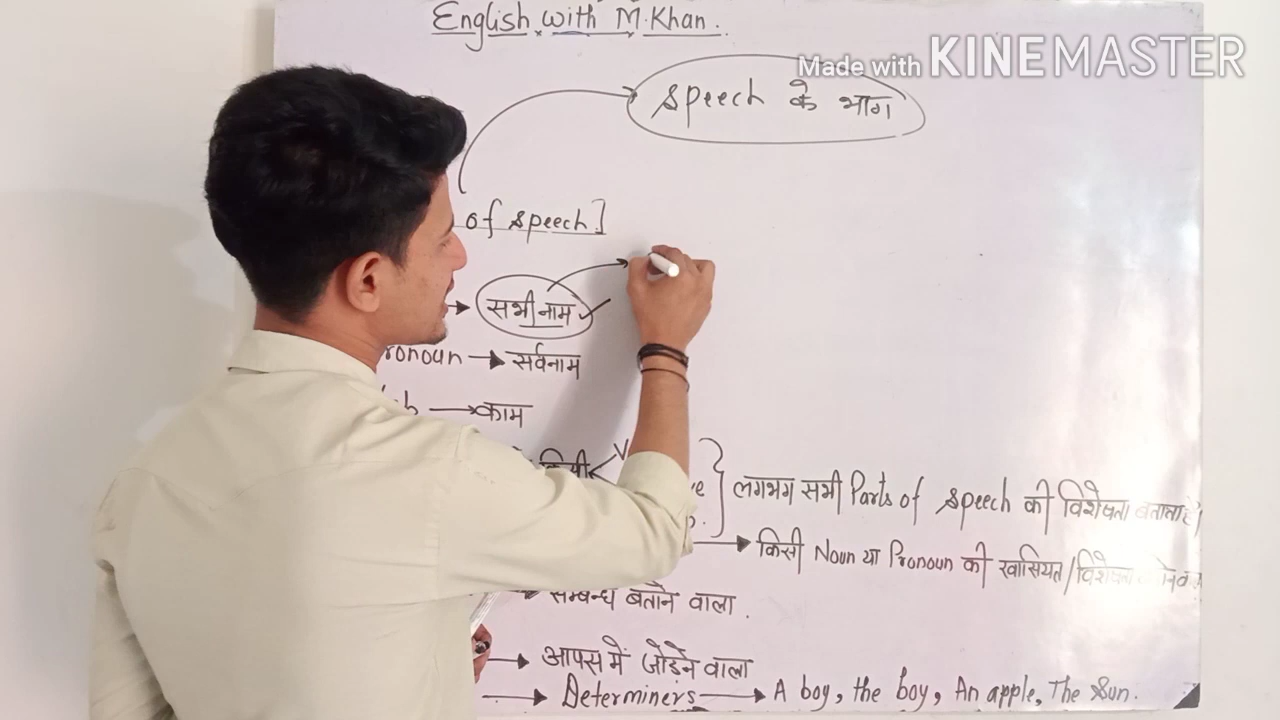 English with M.Khan.
Made with KINEMASTER
speech के भाग
of speech]
सभी नाम
ronoun → सर्वनाम
b → काम
लगभग सभी Parts of speech की विशेषता बताता है।
किसी Noun या Pronoun की खासियत/विशेषता
सम्बन्ध बताने वाला .
आपस में जोड़ने वाला
Determiners → A boy, the boy, An apple, The Sun.